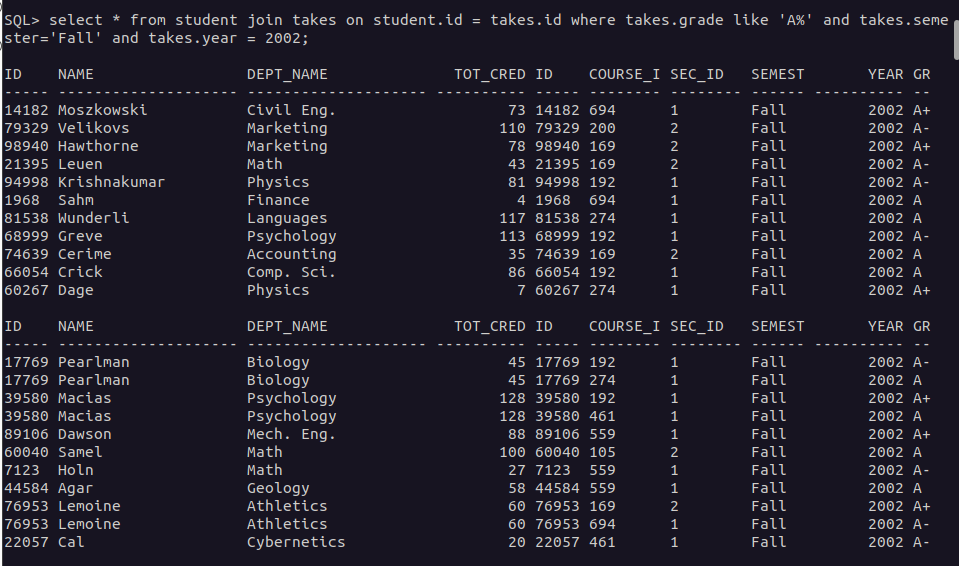 SQL> select * from student join takes on student.id = takes.id where takes.grade like 'A%' and takes.seme
ster='Fall' and takes.year = 2002;
ID    NAME                 DEPT_NAME              TOT_CRED ID    COURSE_I SEC_ID   SEMEST       YEAR GR
----- -------------------- -------------------- ---------- ----- -------- -------- ------ ---------- --
14182 Moszkowski           Civil Eng.                   73 14182 694      1        Fall         2002 A+
79329 Velikovs             Marketing                   110 79329 200      2        Fall         2002 A-
98940 Hawthorne            Marketing                    78 98940 169      2        Fall         2002 A+
21395 Leuen                Math                         43 21395 169      2        Fall         2002 A-
94998 Krishnakumar         Physics                      81 94998 192      1        Fall         2002 A-
1968  Sahm                 Finance                       4 1968  694      1        Fall         2002 A
81538 Wunderli             Languages                   117 81538 274      1        Fall         2002 A
68999 Greve                Psychology                  113 68999 192      1        Fall         2002 A-
74639 Cerime               Accounting                   35 74639 169      2        Fall         2002 A
66054 Crick                Comp. Sci.                   86 66054 192      1        Fall         2002 A
60267 Dage                 Physics                       7 60267 274      1        Fall         2002 A+
ID    NAME                 DEPT_NAME              TOT_CRED ID    COURSE_I SEC_ID   SEMEST       YEAR GR
----- -------------------- -------------------- ---------- ----- -------- -------- ------ ---------- --
17769 Pearlman             Biology                      45 17769 192      1        Fall         2002 A-
17769 Pearlman             Biology                      45 17769 274      1        Fall         2002 A
39580 Macias               Psychology                  128 39580 192      1        Fall         2002 A+
39580 Macias               Psychology                  128 39580 461      1        Fall         2002 A
89106 Dawson               Mech. Eng.                   88 89106 559      1        Fall         2002 A+
60040 Samel                Math                        100 60040 105      2        Fall         2002 A
7123  Holn                 Math                         27 7123  559      1        Fall         2002 A-
44584 Agar                 Geology                      58 44584 559      1        Fall         2002 A
76953 Lemoine              Athletics                    60 76953 169      2        Fall         2002 A+
76953 Lemoine              Athletics                    60 76953 694      1        Fall         2002 A-
22057 Cal                  Cybernetics                  20 22057 461      1        Fall         2002 A-